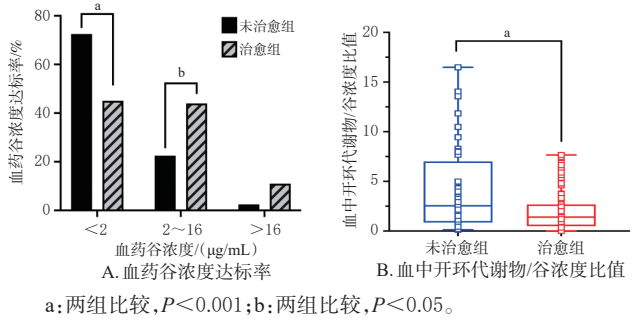 a
b
未治愈组
治愈组
血药谷浓度达标率/%
80
60
40
20
0
<2
2～16
>16
血药谷浓度/(μg/mL)
A. 血药谷浓度达标率
a
血中开环代谢物/谷浓度比值
20
15
10
5
0
未治愈组
治愈组
B. 血中开环代谢物/谷浓度比值
a:两组比较,P<0.001;b:两组比较,P<0.05。